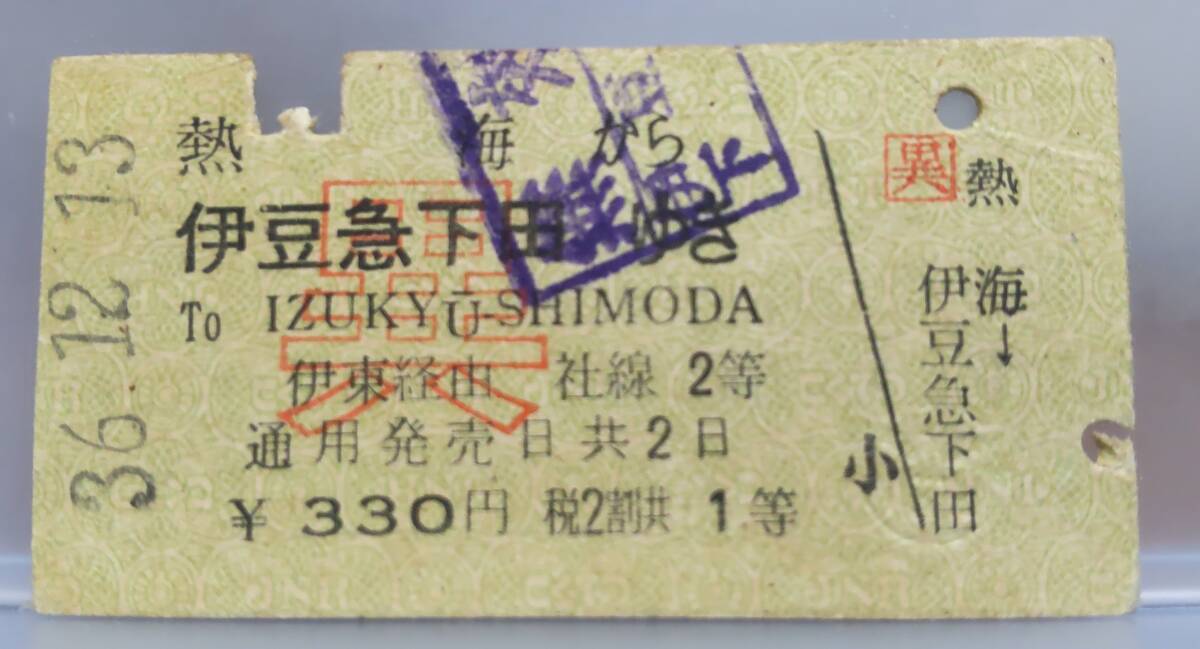 36.12.13
熱海から
伊豆急下田ゆき
To IZUKYŪ-SHIMODA
異
伊東経由 社線 2等
通用発売日共2日
¥330円 税2割共 1等
小
異
熱海→
伊豆急下田